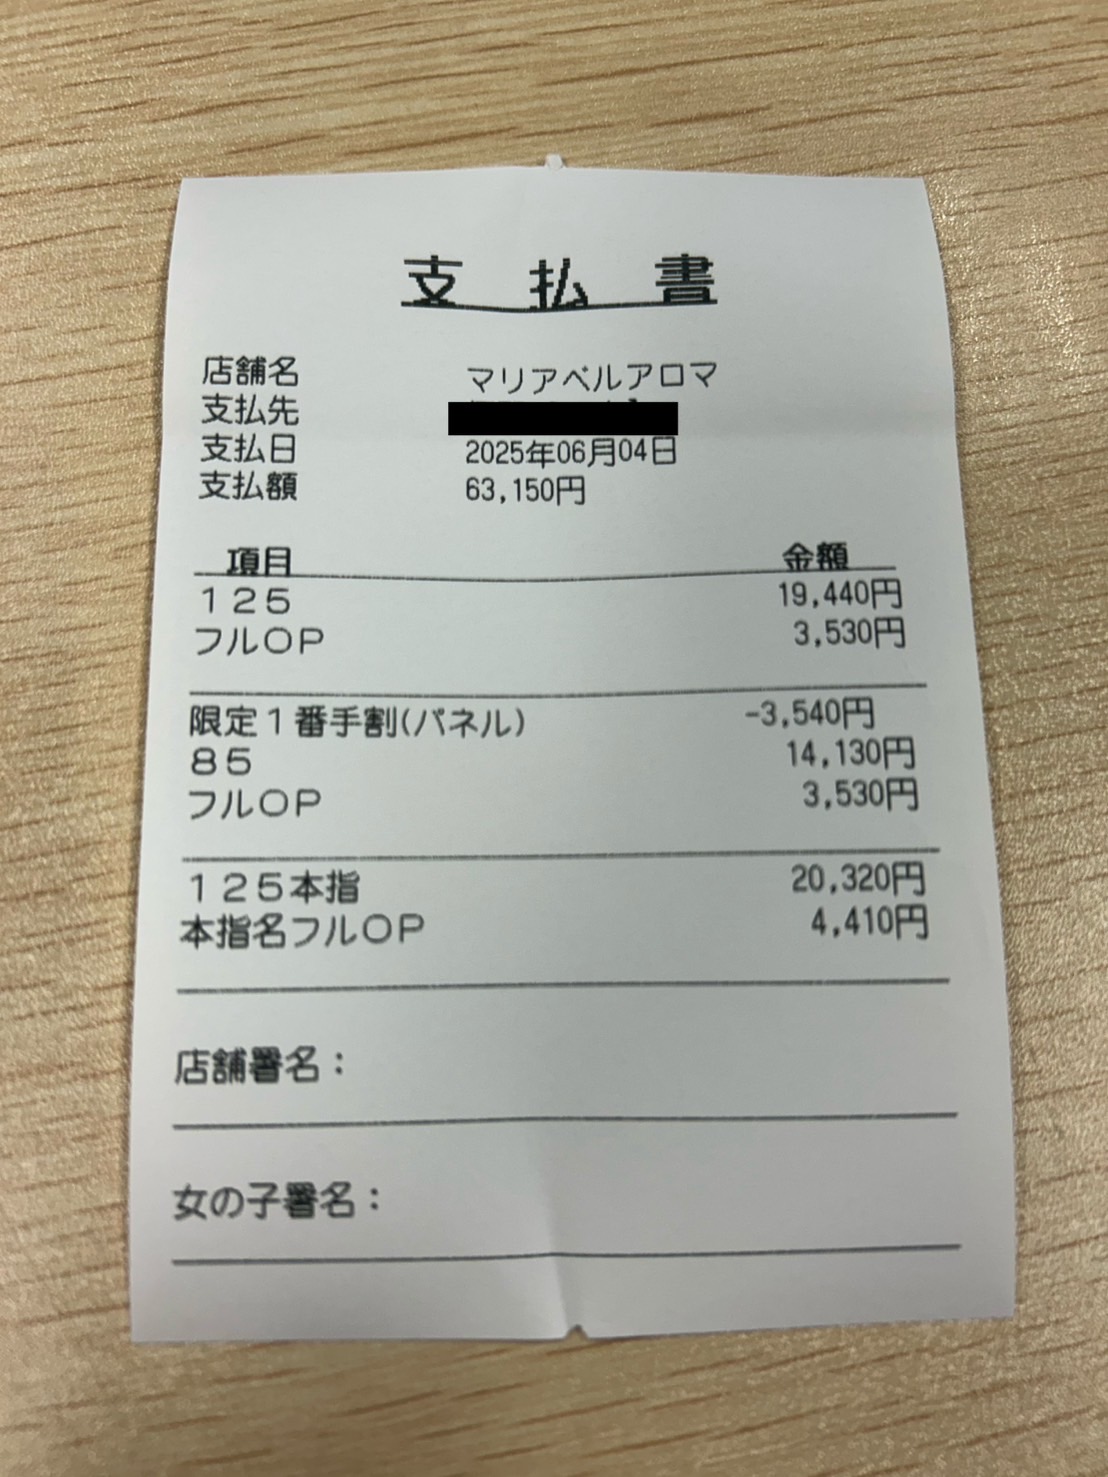 支払書
店舗名 マリアベルアロマ
支払先
支払日 2025年06月04日
支払額 63,150円
項目 金額
125 19,440円
フルOP 3,530円
限定1番手割(パネル) -3,540円
85 14,130円
フルOP 3,530円
125本指 20,320円
本指名フルOP 4,410円
店舗署名:
女の子署名: